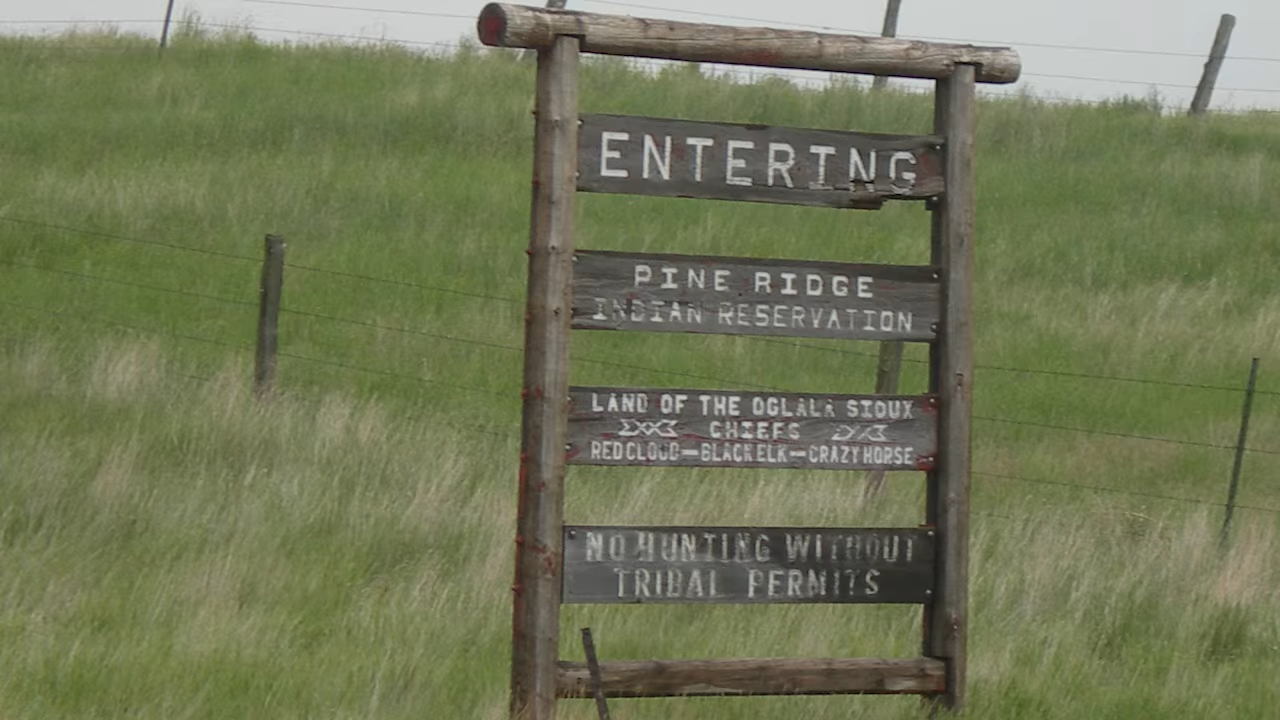 ENTERING
PINE RIDGE
INDIAN RESERVATION
LAND OF THE OGLALA SIOUX
CHIEFS
RED CLOUD—BLACK ELK—CRAZY HORSE
NO HUNTING WITHOUT
TRIBAL PERMITS